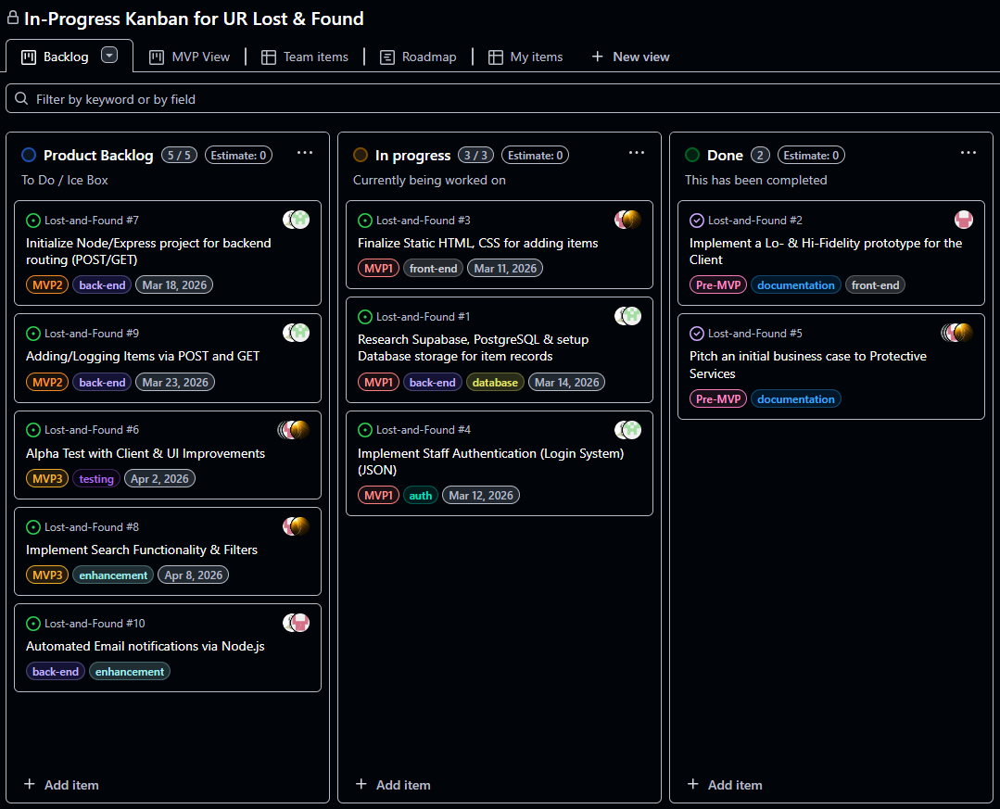 In-Progress Kanban for UR Lost & Found
Backlog
MVP View
Team items
Roadmap
My items
+ New view
Filter by keyword or by field
Product Backlog 5 / 5 Estimate: 0 ...
To Do / Ice Box
Lost-and-Found #7
Initialize Node/Express project for backend
routing (POST/GET)
MVP2 back-end Mar 18, 2026
Lost-and-Found #9
Adding/Logging Items via POST and GET
MVP2 back-end Mar 23, 2026
Lost-and-Found #6
Alpha Test with Client & UI Improvements
MVP3 testing Apr 2, 2026
Lost-and-Found #8
Implement Search Functionality & Filters
MVP3 enhancement Apr 8, 2026
Lost-and-Found #10
Automated Email notifications via Node.js
back-end enhancement
+ Add item
In progress 3 / 3 Estimate: 0 ...
Currently being worked on
Lost-and-Found #3
Finalize Static HTML, CSS for adding items
MVP1 front-end Mar 11, 2026
Lost-and-Found #1
Research Supabase, PostgreSQL & setup
Database storage for item records
MVP1 back-end database Mar 14, 2026
Lost-and-Found #4
Implement Staff Authentication (Login System)
(JSON)
MVP1 auth Mar 12, 2026
+ Add item
Done 2 Estimate: 0 ...
This has been completed
Lost-and-Found #2
Implement a Lo- & Hi-Fidelity prototype for the
Client
Pre-MVP documentation front-end
Lost-and-Found #5
Pitch an initial business case to Protective
Services
Pre-MVP documentation
+ Add item